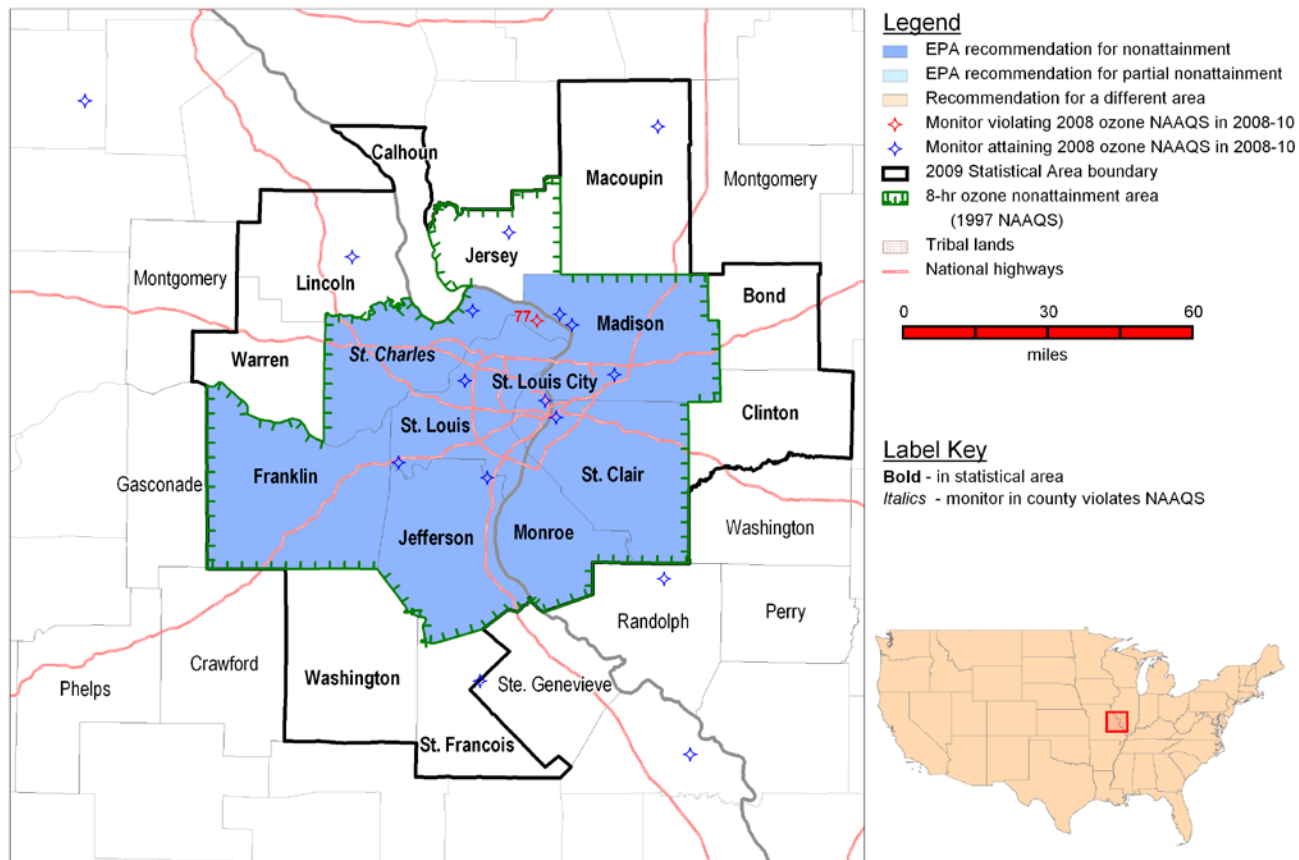 Calhoun
Macoupin
Montgomery
Jersey
Lincoln
Montgomery
Bond
77
Madison
St. Charles
Warren
St. Louis City
Clinton
St. Louis
Franklin
St. Clair
Gasconade
Washington
Jefferson
Monroe
Randolph
Perry
Crawford
Washington
Phelps
Ste. Genevieve
St. Francois
Legend
EPA recommendation for nonattainment
EPA recommendation for partial nonattainment
Recommendation for a different area
Monitor violating 2008 ozone NAAQS in 2008-10
Monitor attaining 2008 ozone NAAQS in 2008-10
2009 Statistical Area boundary
8-hr ozone nonattainment area
(1997 NAAQS)
Tribal lands
National highways
0 30 60
miles
Label Key
Bold - in statistical area
Italics - monitor in county violates NAAQS